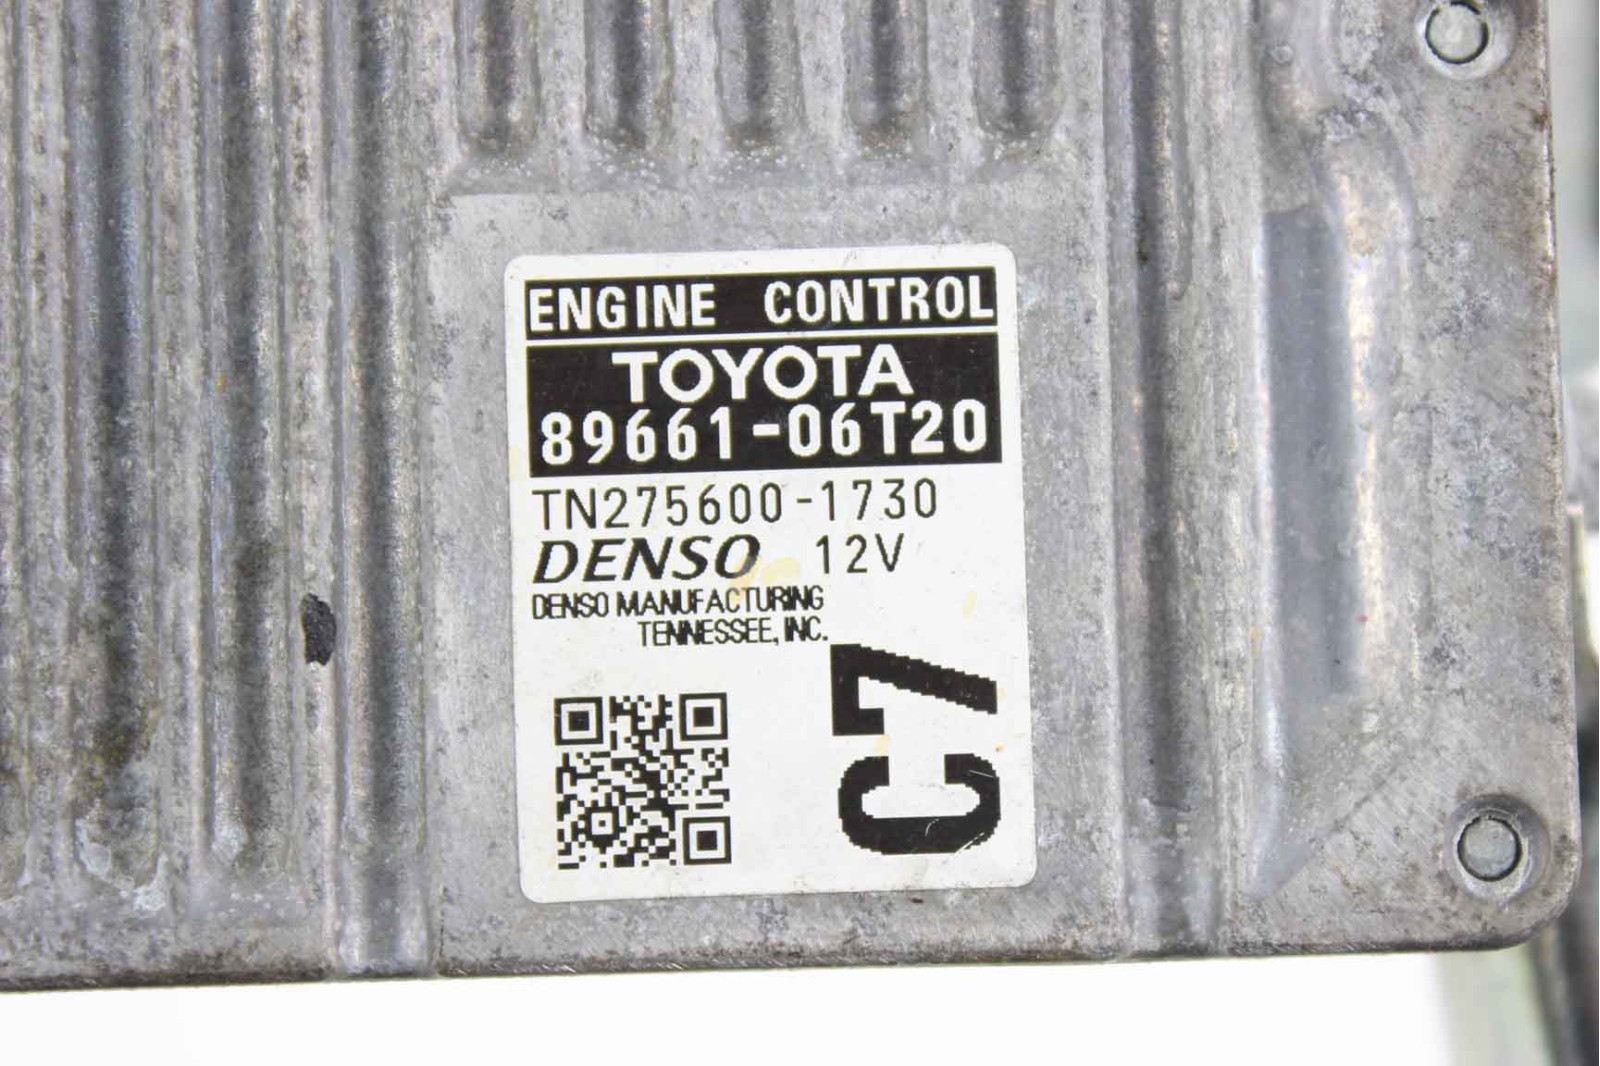 ENGINE CONTROL
TOYOTA
89661-06T20
TN275600-1730
DENSO 12V
DENSO MANUFACTURING
TENNESSEE, INC.
C7